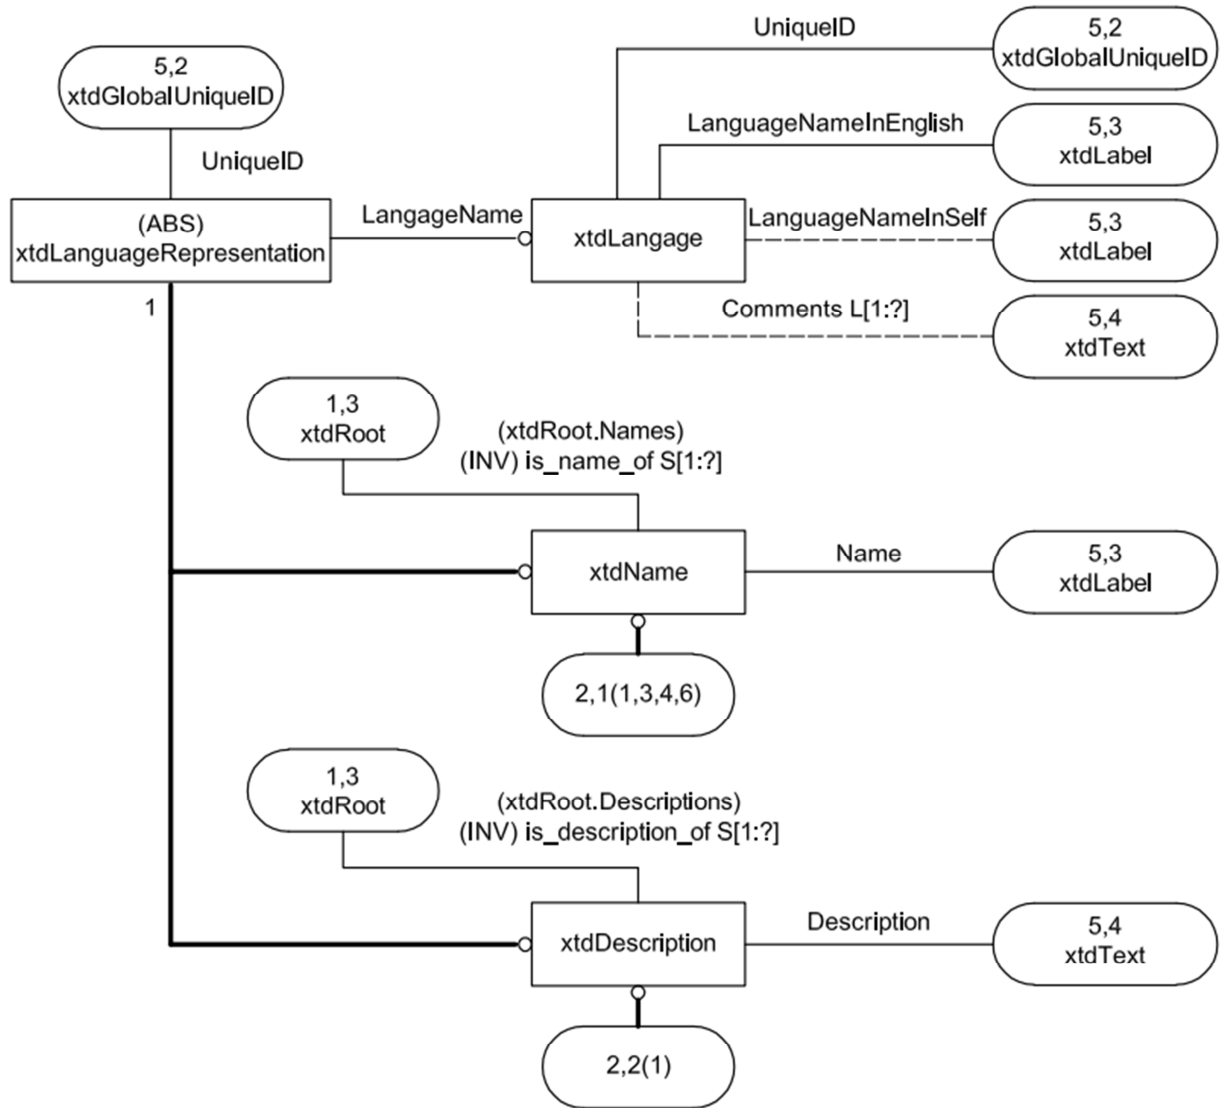 UniqueID
5,2
xtdGlobalUniqueID
5,2
xtdGlobalUniqueID
UniqueID
LanguageNameInEnglish
5,3
xtdLabel
(ABS)
xtdLanguageRepresentation
LangageName
xtdLangage
LanguageNameInSelf
5,3
xtdLabel
1
Comments L[1:?]
5,4
xtdText
1,3
xtdRoot
(xtdRoot.Names)
(INV) is_name_of S[1:?]
xtdName
Name
5,3
xtdLabel
2,1(1,3,4,6)
1,3
xtdRoot
(xtdRoot.Descriptions)
(INV) is_description_of S[1:?]
xtdDescription
Description
5,4
xtdText
2,2(1)